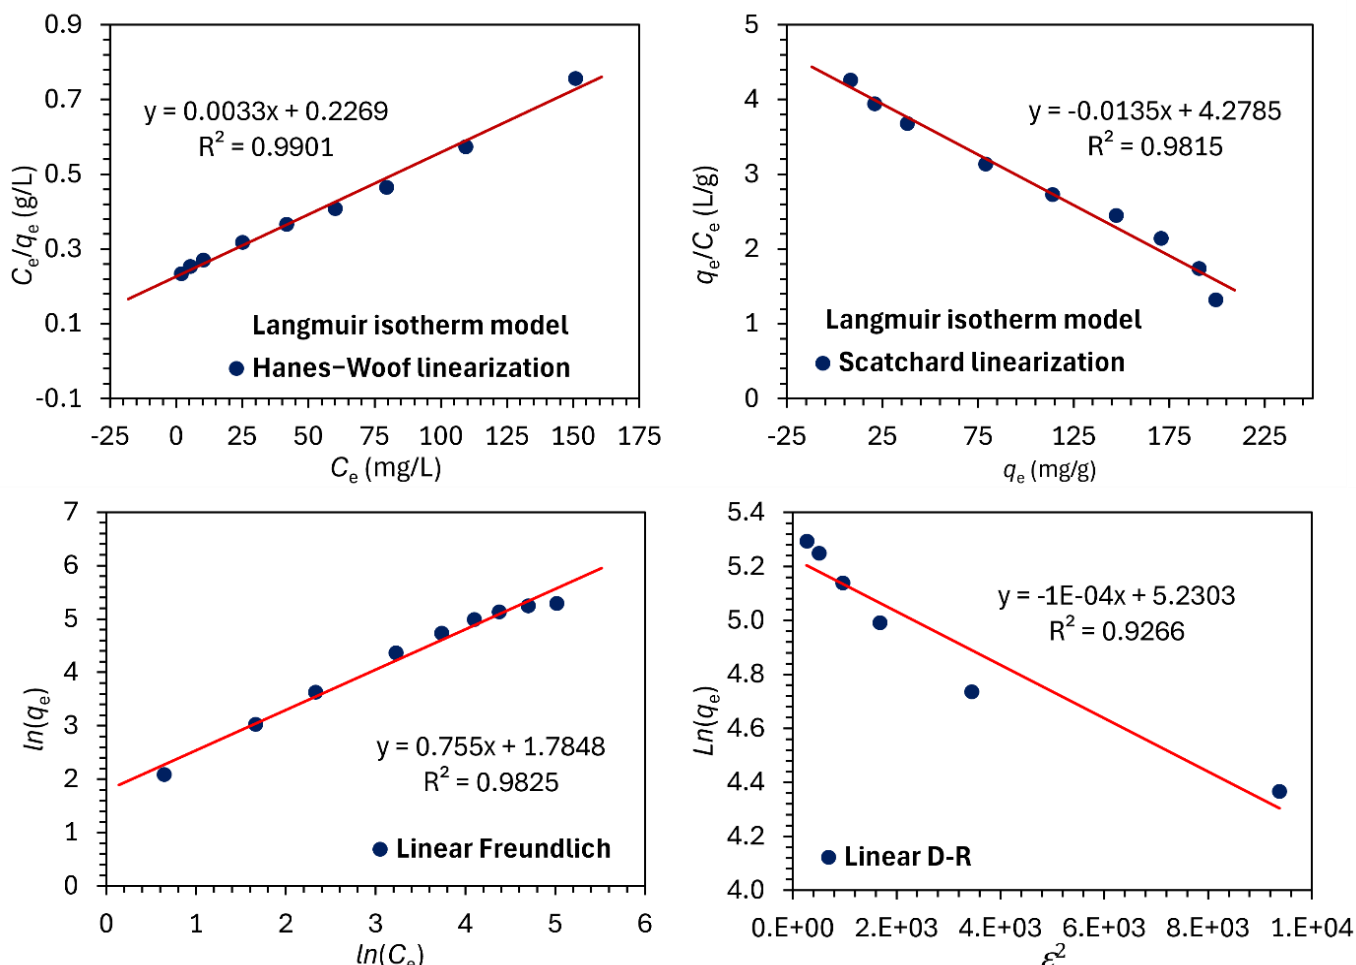 0.9
0.7
0.5
0.3
0.1
-0.1
-25 0 25 50 75 100 125 150 175
Cₑ/qₑ (g/L)
Cₑ (mg/L)
y = 0.0033x + 0.2269
R² = 0.9901
Langmuir isotherm model
Hanes–Woof linearization
5
4
3
2
1
0
-25 25 75 125 175 225
qₑ/Cₑ (L/g)
qₑ (mg/g)
y = -0.0135x + 4.2785
R² = 0.9815
Langmuir isotherm model
Scatchard linearization
7
6
5
4
3
2
1
0
0 1 2 3 4 5 6
ln(qₑ)
ln(Cₑ)
y = 0.755x + 1.7848
R² = 0.9825
Linear Freundlich
5.4
5.2
5.0
4.8
4.6
4.4
4.2
4.0
0.E+00 2.E+03 4.E+03 6.E+03 8.E+03 1.E+04
Ln(qₑ)
ε²
y = -1E-04x + 5.2303
R² = 0.9266
Linear D-R